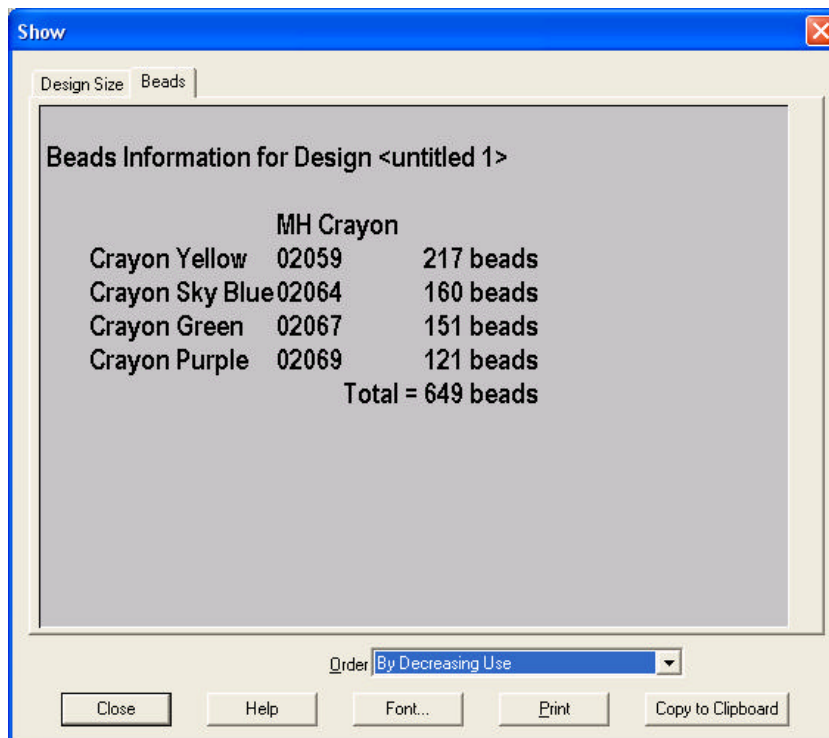 Show
Design Size Beads
Beads Information for Design <untitled 1>
MH Crayon
Crayon Yellow 02059 217 beads
Crayon Sky Blue 02064 160 beads
Crayon Green 02067 151 beads
Crayon Purple 02069 121 beads
Total = 649 beads
Order By Decreasing Use
Close Help Font... Print Copy to Clipboard